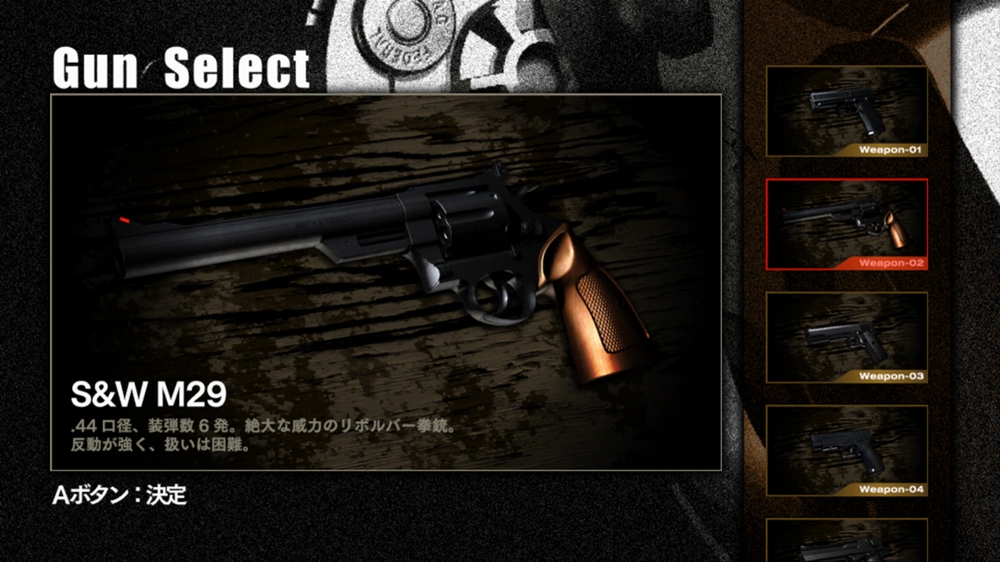 Gun Select
FEDERAL
S&W M29
.44 口径、装弾数 6 発。絶大な威力のリボルバー拳銃。
反動が強く、扱いは困難。
Aボタン：決定
Weapon-01
Weapon-02
Weapon-03
Weapon-04